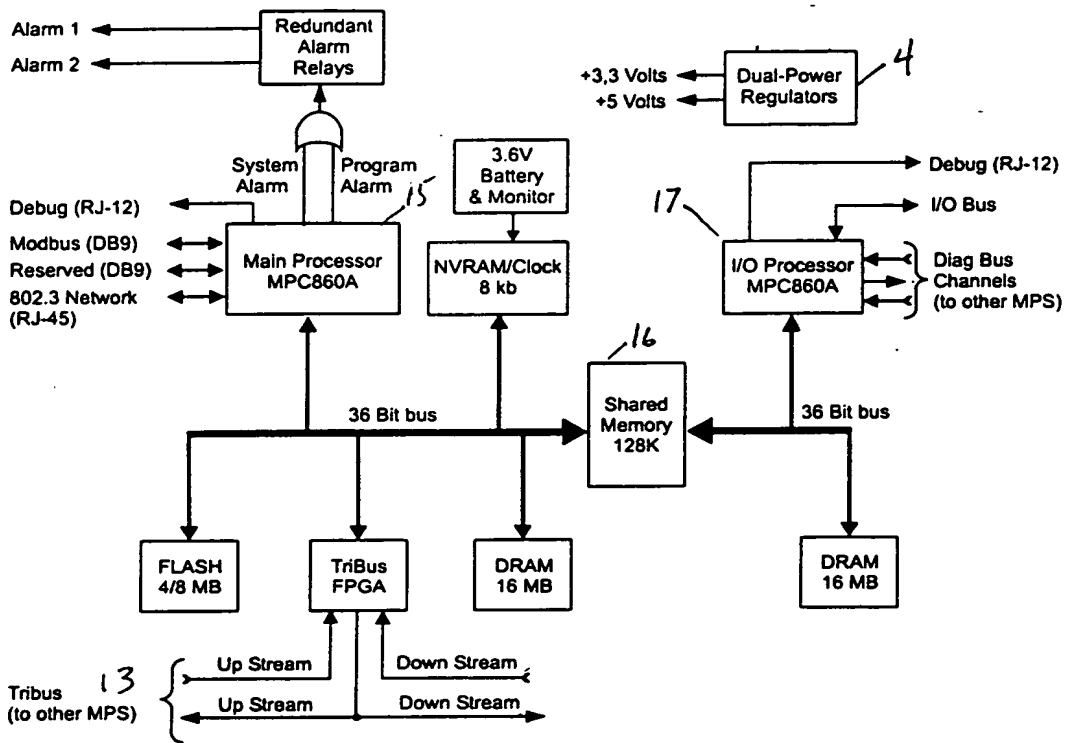 Alarm 1
Alarm 2
Redundant
Alarm
Relays
+3,3 Volts
+5 Volts
Dual-Power
Regulators
4
System
Alarm
Program
Alarm
15
3.6V
Battery
& Monitor
Debug (RJ-12)
Modbus (DB9)
Reserved (DB9)
802.3 Network
(RJ-45)
Main Processor
MPC860A
NVRAM/Clock
8 kb
17
I/O Processor
MPC860A
Debug (RJ-12)
I/O Bus
Diag Bus
Channels
(to other MPS)
16
Shared
Memory
128K
36 Bit bus
36 Bit bus
FLASH
4/8 MB
TriBus
FPGA
DRAM
16 MB
DRAM
16 MB
Tribus
(to other MPS)
13
Up Stream
Down Stream
Up Stream
Down Stream